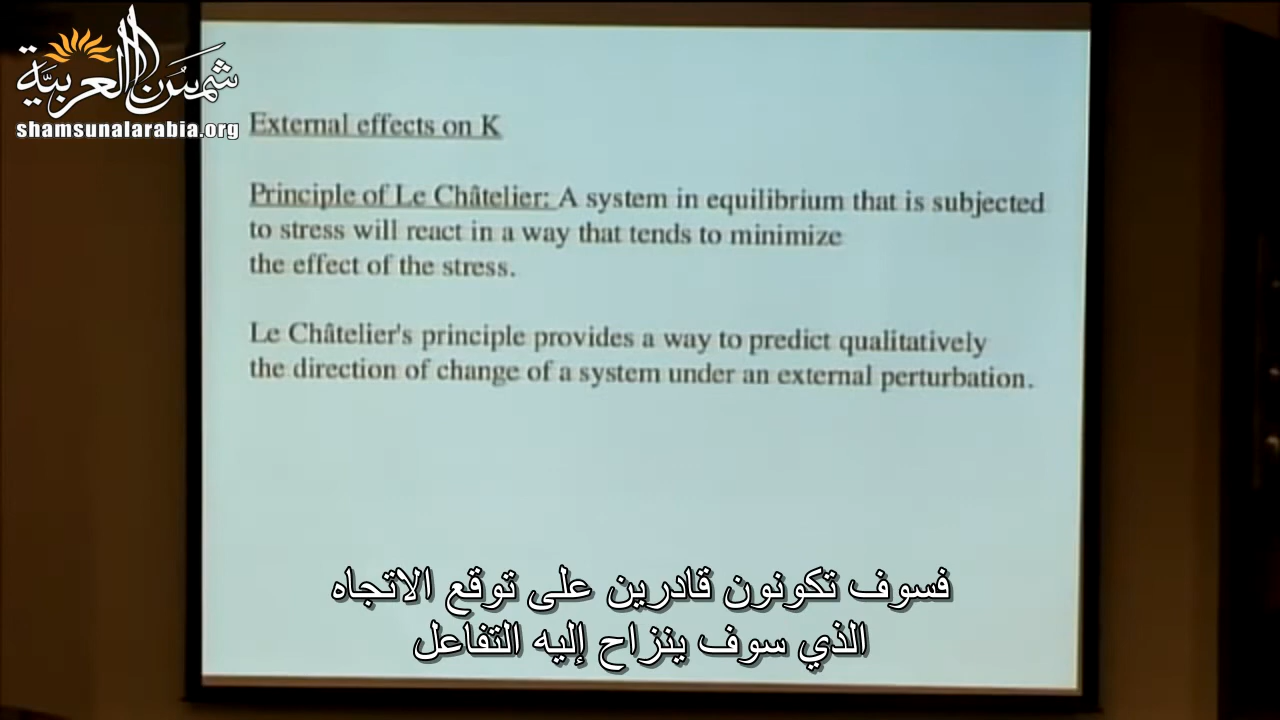 شمس العربية
shamsunalarabia.org
External effects on K
Principle of Le Châtelier: A system in equilibrium that is subjected
to stress will react in a way that tends to minimize
the effect of the stress.
Le Châtelier's principle provides a way to predict qualitatively
the direction of change of a system under an external perturbation.
فسوف تكونون قادرين على توقع الاتجاه
الذي سوف ينزاح إليه التفاعل